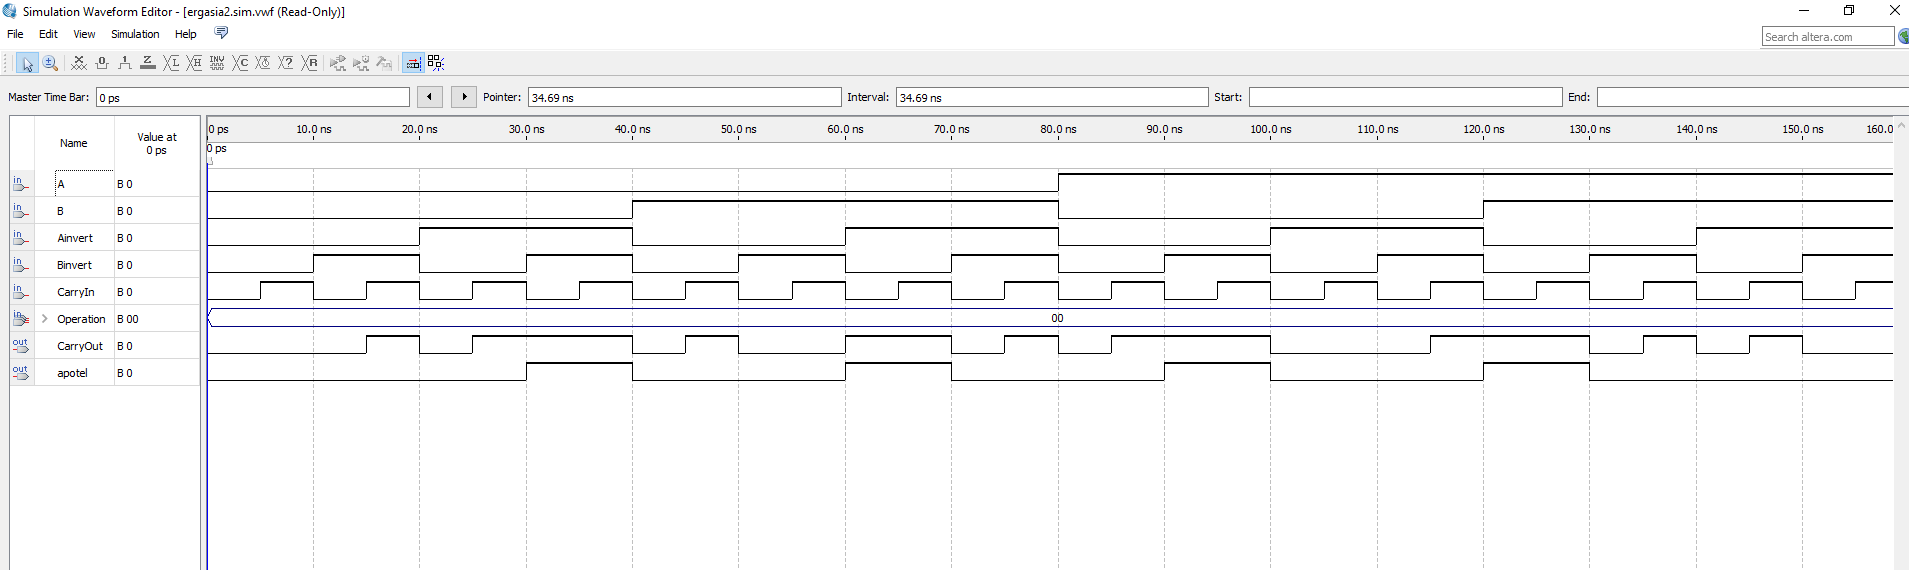 Simulation Waveform Editor - [ergasia2.sim.vwf (Read-Only)]
File Edit View Simulation Help
Search altera.com
Master Time Bar: 0 ps Pointer: 34.69 ns Interval: 34.69 ns Start: End:
Name Value at 0 ps 0 ps 10.0 ns 20.0 ns 30.0 ns 40.0 ns 50.0 ns 60.0 ns 70.0 ns 80.0 ns 90.0 ns 100.0 ns 110.0 ns 120.0 ns 130.0 ns 140.0 ns 150.0 ns 160.0
0 ps
in A B 0
in B B 0
in Ainvert B 0
in Binvert B 0
in CarryIn B 0
in Operation B 00 00
out CarryOut B 0
out apotel B 0